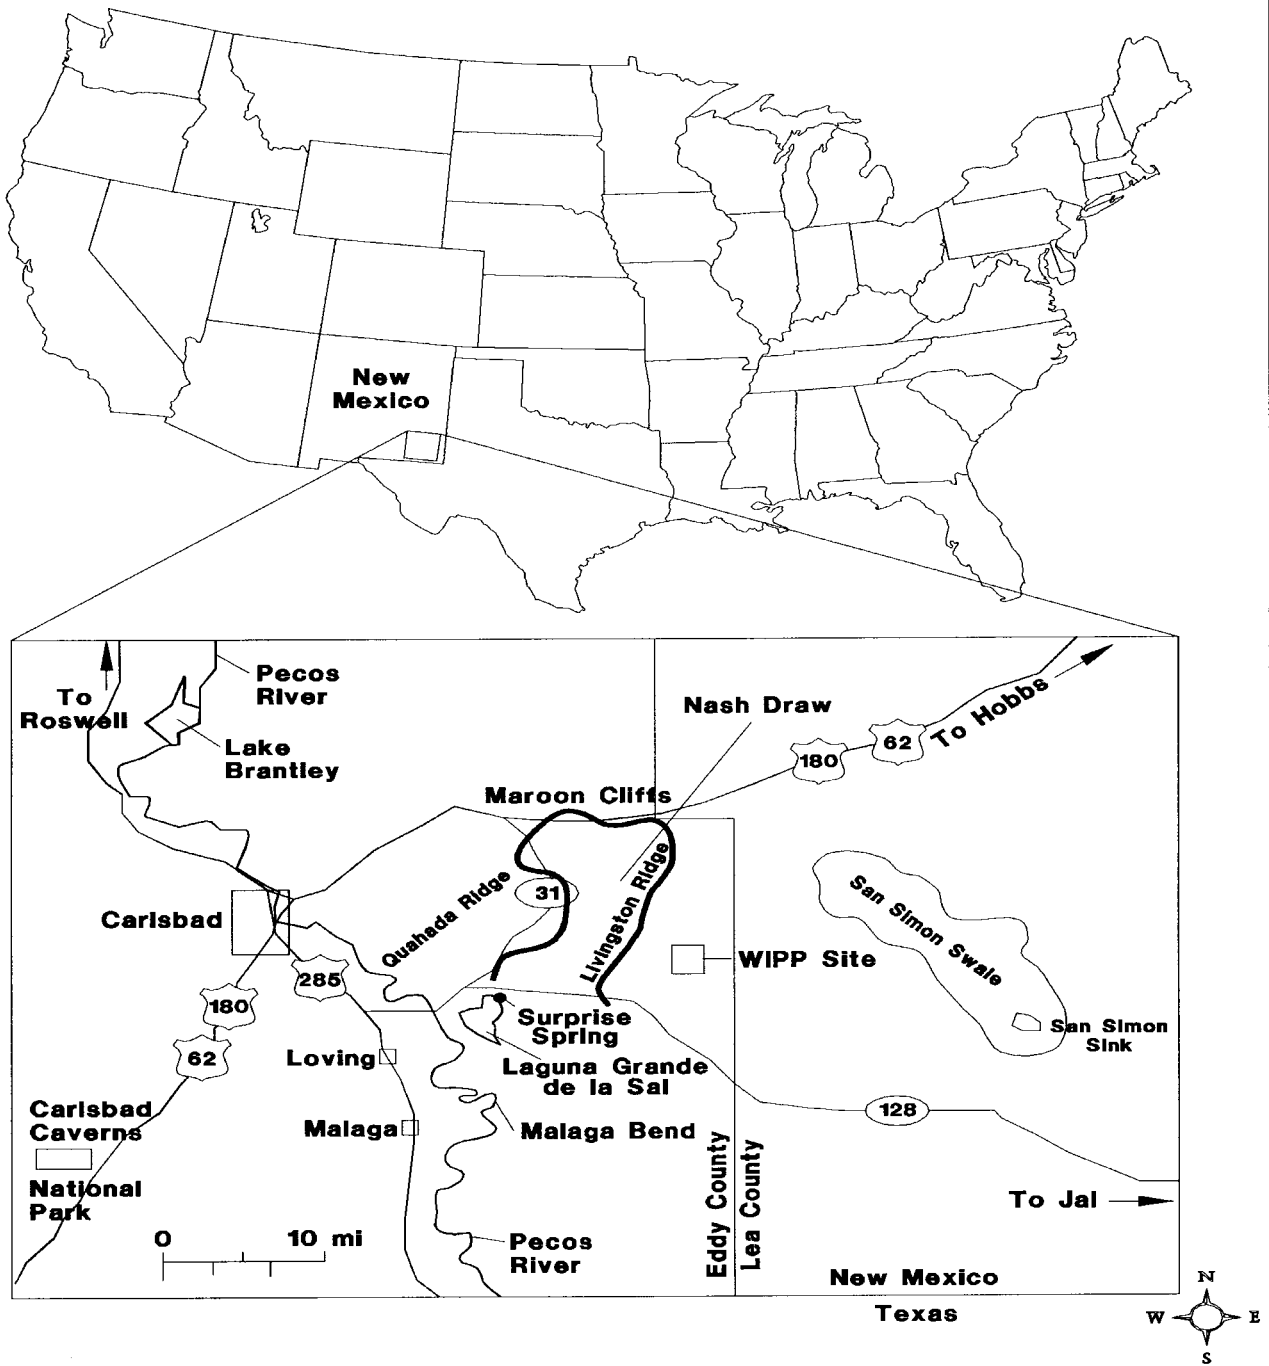 New
Mexico
Pecos
River
To
Roswell
Nash Draw
To Hobbs
Lake
Brantley
180
62
Maroon Cliffs
Quahada Ridge
31
Livingston Ridge
San Simon Swale
Carlsbad
WIPP Site
285
180
Surprise
Spring
San Simon
Sink
62
Loving
Laguna Grande
de la Sal
Carlsbad
Caverns
128
Malaga
Malaga Bend
National
Park
Eddy County
Lea County
To Jal
0 10 mi
Pecos
River
New Mexico
Texas
N
W E
S